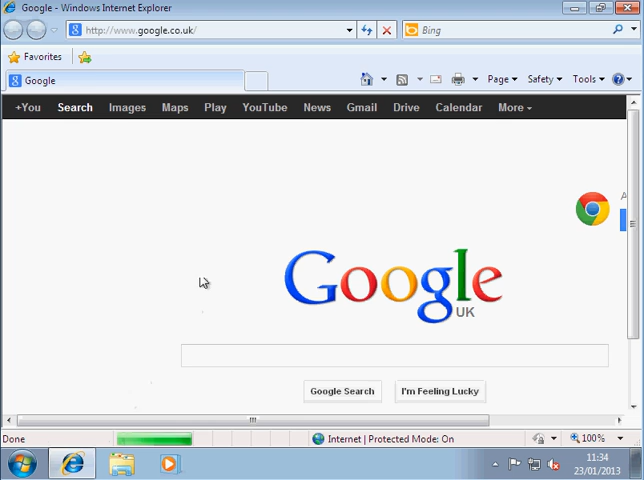 Google - Windows Internet Explorer
http://www.google.co.uk/
Bing
Favorites
Google
Page
Safety
Tools
+You Search Images Maps Play YouTube News Gmail Drive Calendar More
Google
UK
Google Search
I'm Feeling Lucky
Done
Internet | Protected Mode: On
100%
11:34
23/01/2013